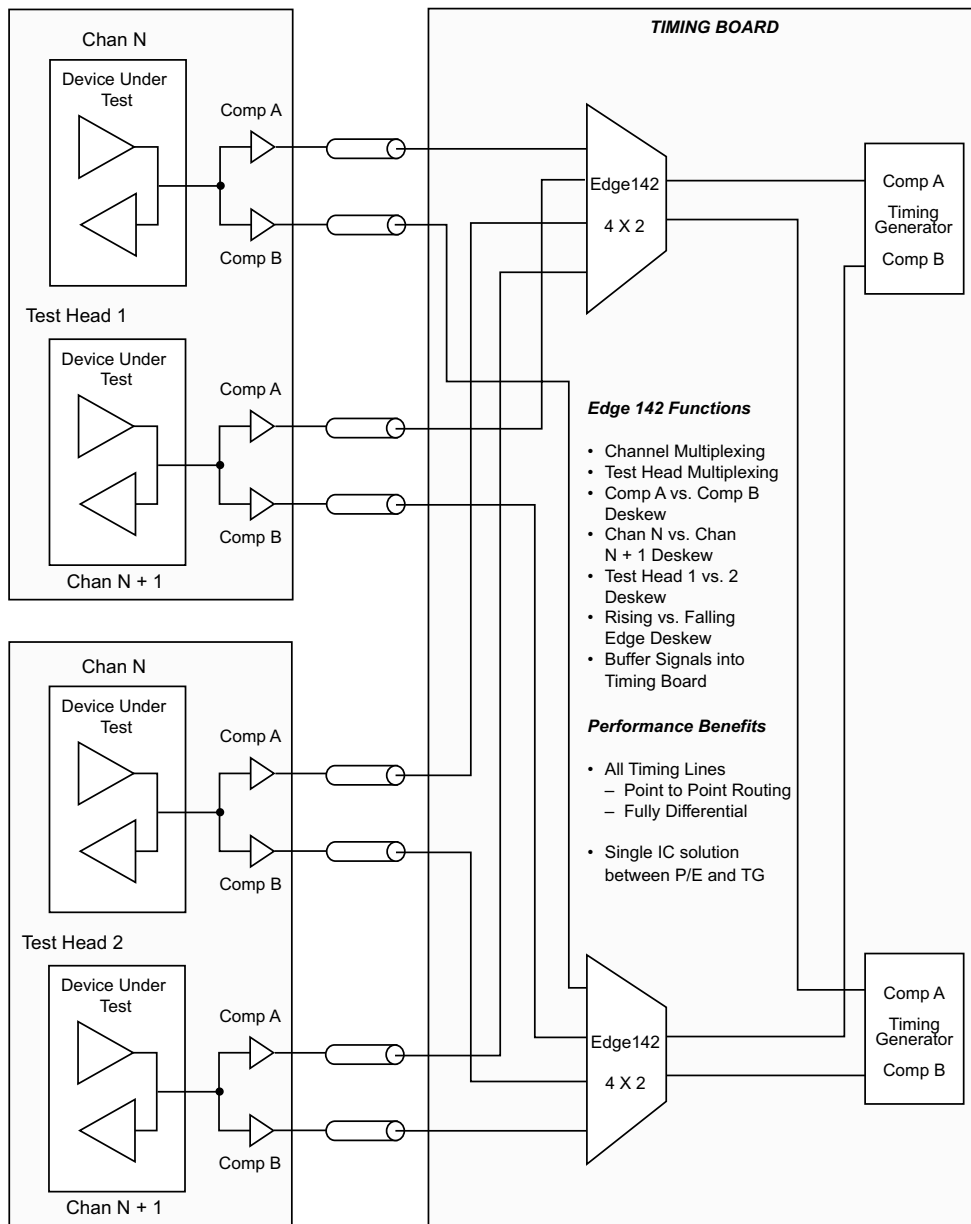 Chan N
Device Under
Test
Comp A
Comp B
Test Head 1
Device Under
Test
Comp A
Comp B
Chan N + 1
Chan N
Device Under
Test
Comp A
Comp B
Test Head 2
Device Under
Test
Comp A
Comp B
Chan N + 1
TIMING BOARD
Edge142
4 X 2
Comp A
Timing
Generator
Comp B
Edge 142 Functions
• Channel Multiplexing
• Test Head Multiplexing
• Comp A vs. Comp B
Deskew
• Chan N vs. Chan
N + 1 Deskew
• Test Head 1 vs. 2
Deskew
• Rising vs. Falling
Edge Deskew
• Buffer Signals into
Timing Board
Performance Benefits
• All Timing Lines
– Point to Point Routing
– Fully Differential
• Single IC solution
between P/E and TG
Edge142
4 X 2
Comp A
Timing
Generator
Comp B